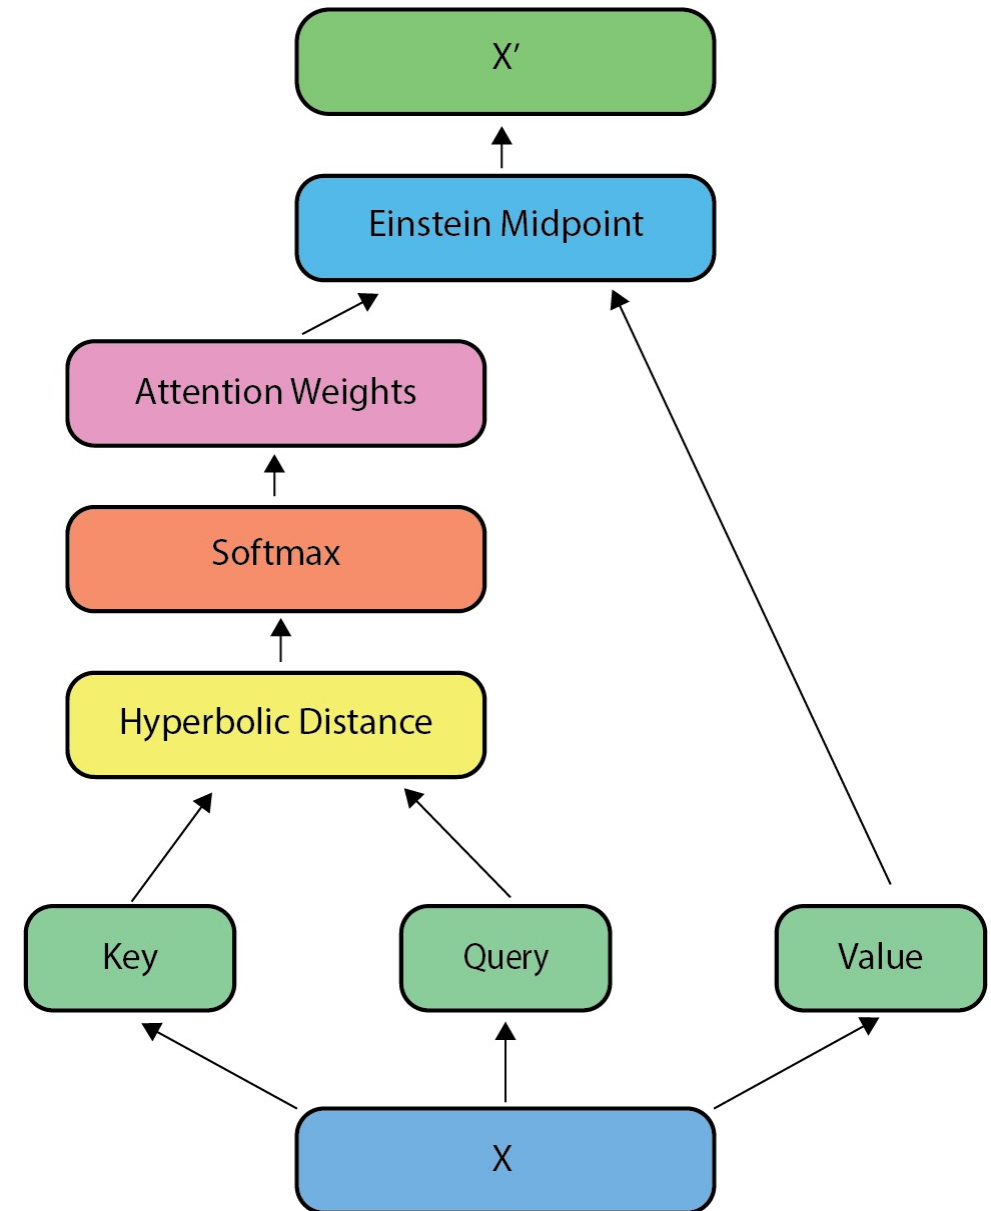 X′
Einstein Midpoint
Attention Weights
Softmax
Hyperbolic Distance
Key
Query
Value
X